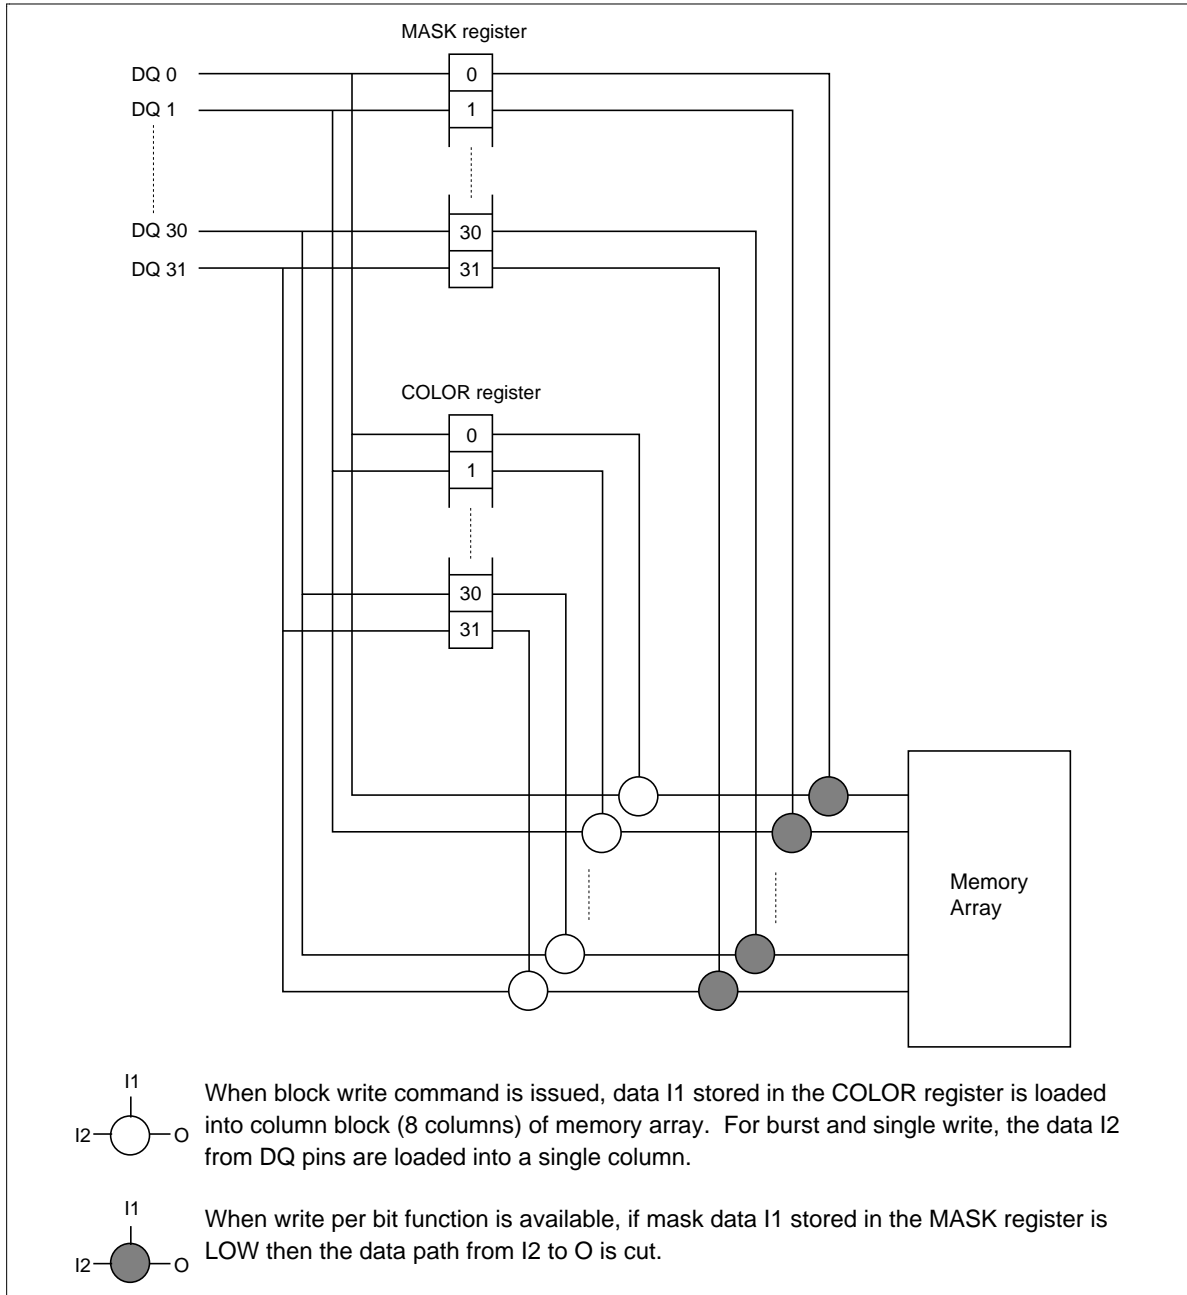 MASK register
DQ 0
0
DQ 1
1
DQ 30
30
DQ 31
31
COLOR register
0
1
30
31
Memory
Array
I1
I2
O
When block write command is issued, data I1 stored in the COLOR register is loaded
into column block (8 columns) of memory array. For burst and single write, the data I2
from DQ pins are loaded into a single column.
I1
I2
O
When write per bit function is available, if mask data I1 stored in the MASK register is
LOW then the data path from I2 to O is cut.